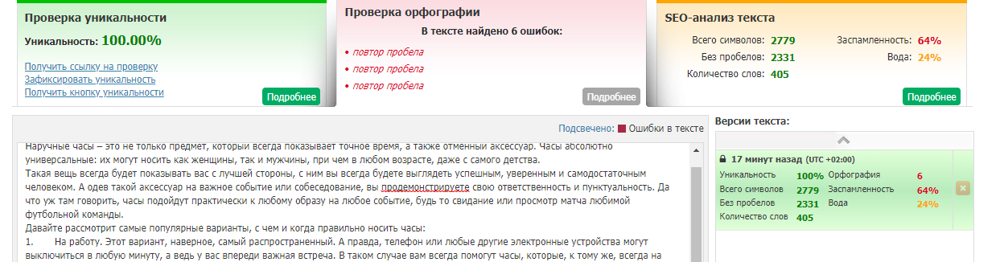 Проверка уникальности
Уникальность: 100.00%
Получить ссылку на проверку
Зафиксировать уникальность
Получить кнопку уникальности
Подробнее
Проверка орфографии
В тексте найдено 6 ошибок:
• повтор пробела
• повтор пробела
• повтор пробела
Подробнее
SEO-анализ текста
Всего символов: 2779
Без пробелов: 2331
Количество слов: 405
Заспамленность: 64%
Вода: 24%
Подробнее
Подсвечено: Ошибки в тексте
Наручные часы – это не только предмет, который всегда показывает точное время, а также отменный аксессуар. Часы абсолютно
универсальные: их могут носить как женщины, так и мужчины, при чем в любом возрасте, даже с самого детства.
Такая вещь всегда будет показывать вас с лучшей стороны, с ним вы всегда будете выглядеть успешным, уверенным и самодостаточным
человеком. А одев такой аксессуар на важное событие или собеседование, вы продемонстрируете свою ответственность и пунктуальность. Да
что уж там говорить, часы подойдут практически к любому образу на любое событие, будь то свидание или просмотр матча любимой
футбольной команды.
Давайте рассмотрит самые популярные варианты, с чем и когда правильно носить часы:
1. На работу. Этот вариант, наверное, самый распространенный. А правда, телефон или любые другие электронные устройства могут
выключиться в любую минуту, а ведь у вас впереди важная встреча. В таком случае вам всегда помогут часы, которые, к тому же, всегда на
Версии текста:
17 минут назад (UTC +02:00)
Уникальность 100% Орфография 6
Всего символов 2779 Заспамленность 64%
Без пробелов 2331 Вода 24%
Количество слов 405